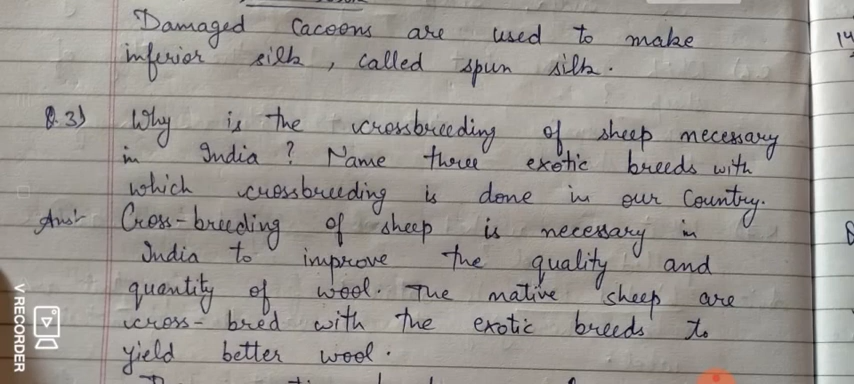 Damaged Cacoons are used to make
inferior silk, called spun silk.
Q.3) Why is the crossbreeding of sheep necessary
in India? Name three exotic breeds with
which crossbreeding is done in our Country.
Ans:- Cross-breeding of sheep is necessary in
India to improve the quality and
quantity of wool. The native sheep are
cross-bred with the exotic breeds to
yield better wool.
14
V RECORDER